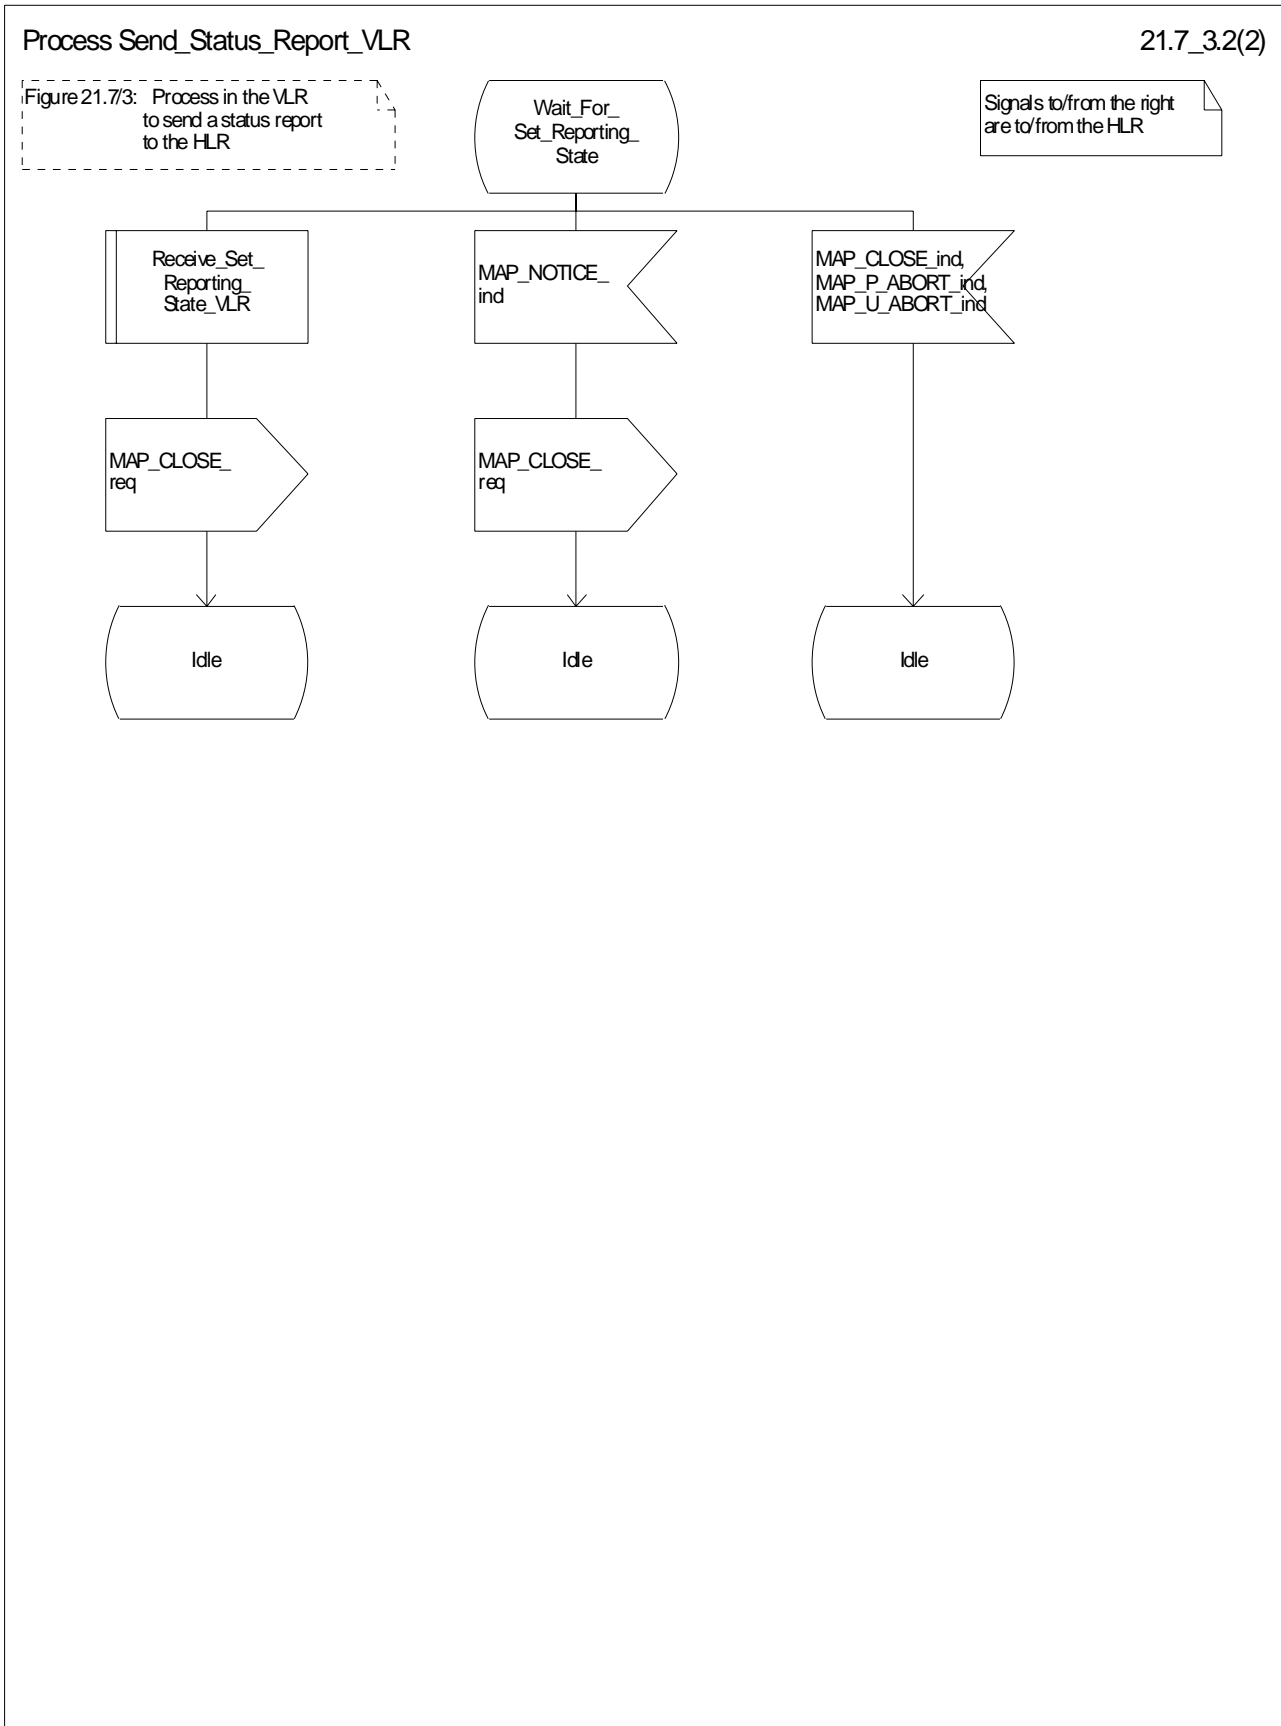 Process Send_Status_Report_VLR
21.7_3.2(2)
Figure 21.7/3: Process in the VLR
to send a status report
to the HLR
Wait_For_
Set_Reporting_
State
Signals to/from the right
are to/from the HLR
Receive_Set_
Reporting_
State_VLR
MAP_NOTICE_
ind
MAP_CLOSE_ind,
MAP_P_ABORT_ind,
MAP_U_ABORT_ind
MAP_CLOSE_
req
MAP_CLOSE_
req
Idle
Idle
Idle